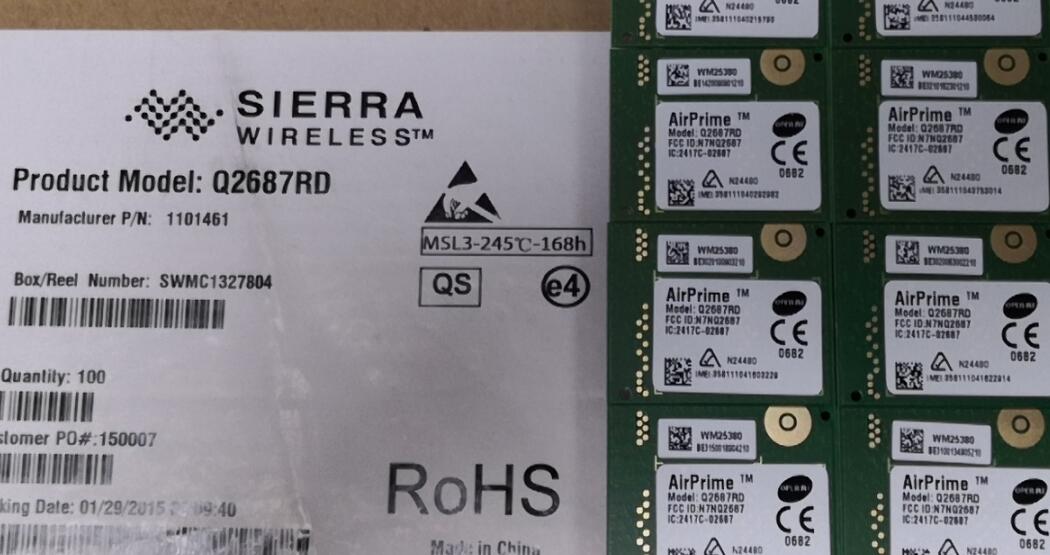 SIERRA
WIRELESS™
Product Model: Q2687RD
Manufacturer P/N: 1101461
MSL3-245℃-168h
Box/Reel Number: SWMC1327804
QS
e4
Quantity: 100
stomer PO#:150007
king Date: 01/29/2015
RoHS
Made in China
0682
N24480
0682
N24480
WM25380
AirPrime ™
Model: Q2687RD
FCC ID:N7NQ2687
IC:2417C-02687
CE
0682
N24480
WM25380
AirPrime ™
Model: Q2687RD
FCC ID:N7NQ2687
IC:2417C-02687
CE
0682
N24480
WM25380
AirPrime ™
Model: Q2687RD
FCC ID:N7NQ2687
IC:2417C-02687
CE
0682
N24480
WM25380
AirPrime ™
Model: Q2687RD
FCC ID:N7NQ2687
IC:2417C-02687
CE
0682
N24480
WM25380
AirPrime ™
Model: Q2687RD
FCC ID:N7NQ2687
IC:2417C-02687
CE
0682
N24480
WM25380
AirPrime ™
Model: Q2687RD
FCC ID:N7NQ2687
IC:2417C-02687
CE
0682
N24480